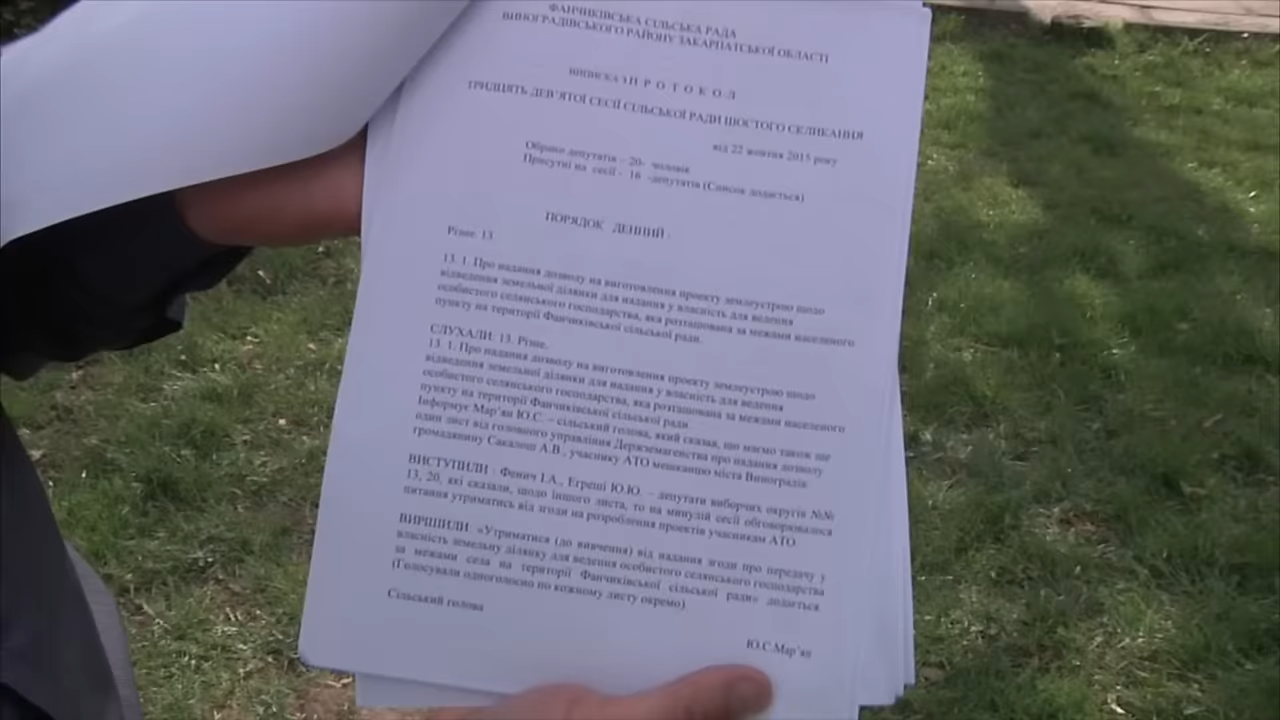 ФАНЧИКІВСЬКА СІЛЬСЬКА РАДА
ВИНОГРАДІВСЬКОГО РАЙОНУ ЗАКАРПАТСЬКОЇ ОБЛАСТІ
ВИПИСКА З П Р О Т О К О Л
ТРИДЦЯТЬ ДЕВ'ЯТОЇ СЕСІЇ СІЛЬСЬКОЇ РАДИ ШОСТОГО СКЛИКАННЯ
від 22 жовтня 2015 року
Обрано депутатів – 20- чоловік
Присутні на сесії - 16 -депутатів (Список додається)
ПОРЯДОК ДЕННИЙ :
Різне. 13
13. 1. Про надання дозволу на виготовлення проекту землеустрою щодо
відведення земельної ділянки для надання у власність для ведення
особистого селянського господарства, яка розташована за межами населеного
пункту на території Фанчиківської сільської ради.
СЛУХАЛИ: 13. Різне.
13. 1. Про надання дозволу на виготовлення проекту землеустрою щодо
відведення земельної ділянки для надання у власність для ведення
особистого селянського господарства, яка розташована за межами населеного
пункту на території Фанчиківської сільської ради
Інформує Мар'ян Ю.С. – сільський голова, який сказав, що маємо також ще
один лист від головного управління Держземагенства про надання дозволу
громадянину Сакалош А.В., учаснику АТО мешканцю міста Виноградів
ВИСТУПИЛИ : Фенич І.А., Егреші Ю.Ю. – депутати виборчих округів №№
13, 20, які сказали, щодо іншого листа, то на минулій сесії обговорювалося
питання утриматись від згоди на розроблення проектів учасникам АТО
ВИРІШИЛИ: «Утриматися (до вивчення) від надання згоди про передачу у
власність земельну ділянку для ведення особистого селянського господарства
за межами села на території Фанчиківської сільської ради» додається
(Голосували одноголосно по кожному листу окремо)
Сільський голова
Ю.С.Мар'ян